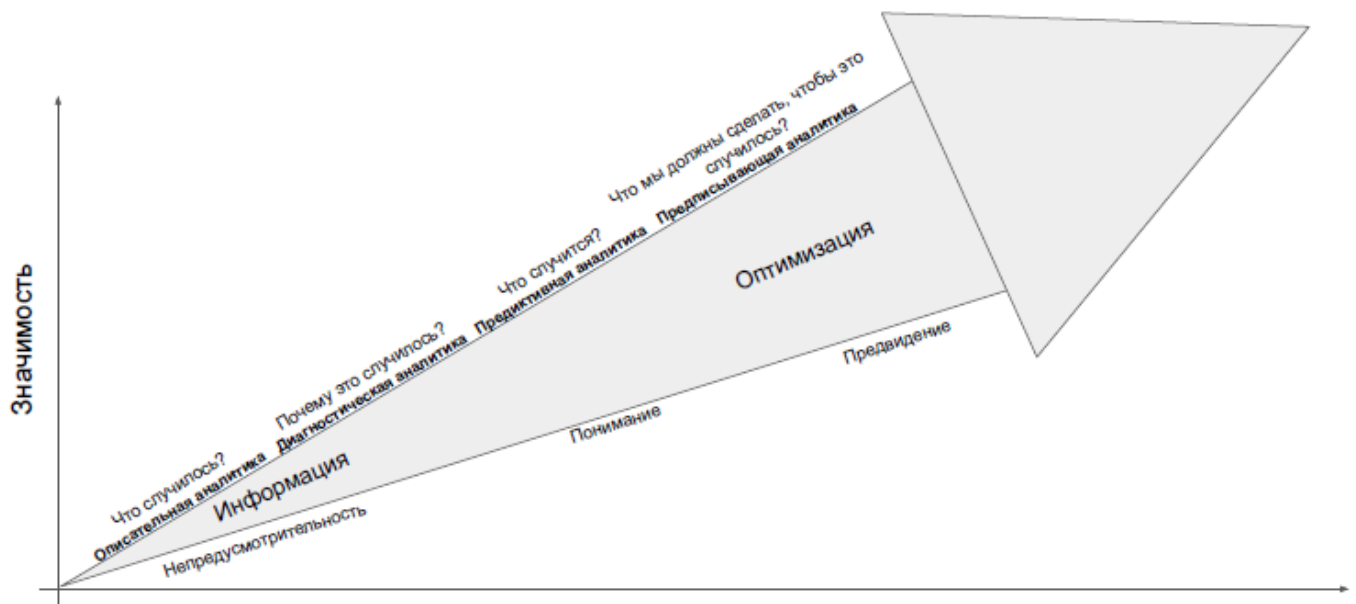 Значимость
Что случилось?
Описательная аналитика
Почему это случилось?
Диагностическая аналитика
Что случится?
Предиктивная аналитика
Что мы должны сделать, чтобы это
случилось?
Предписывающая аналитика
Информация
Оптимизация
Непредусмотрительность
Понимание
Предвидение